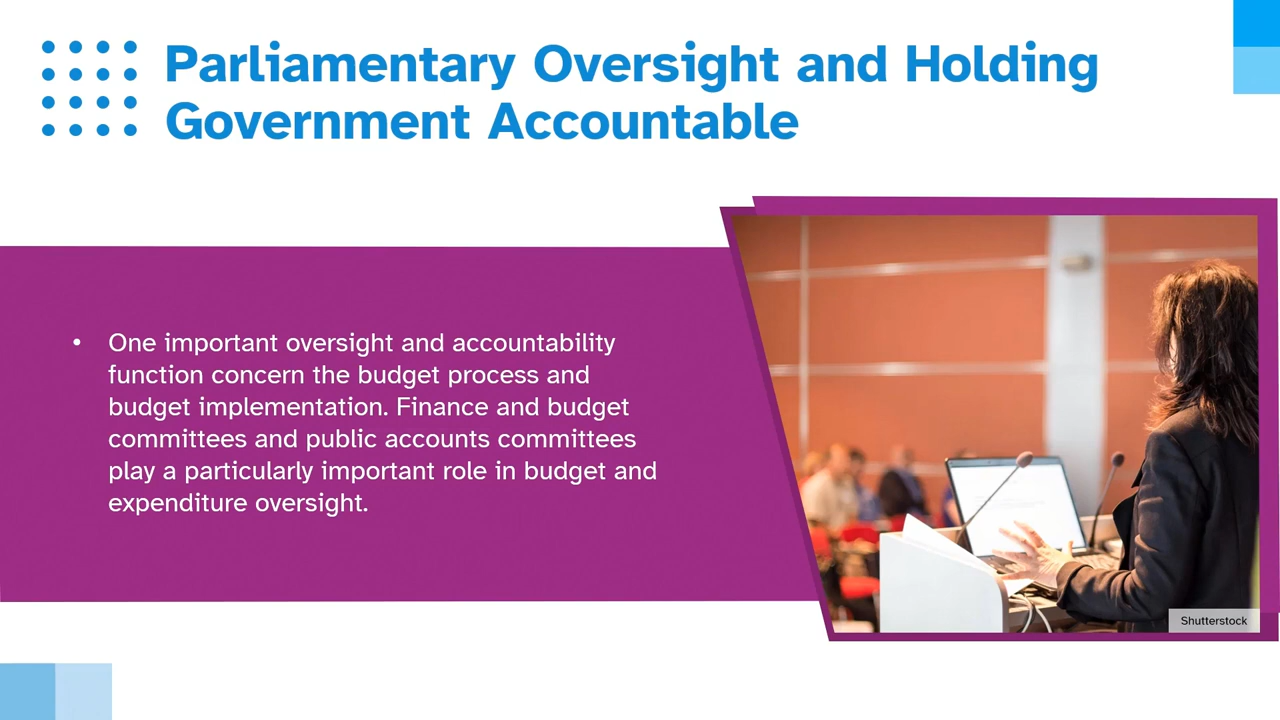 Parliamentary Oversight and Holding
Government Accountable
• One important oversight and accountability
function concern the budget process and
budget implementation. Finance and budget
committees and public accounts committees
play a particularly important role in budget and
expenditure oversight.
Shutterstock